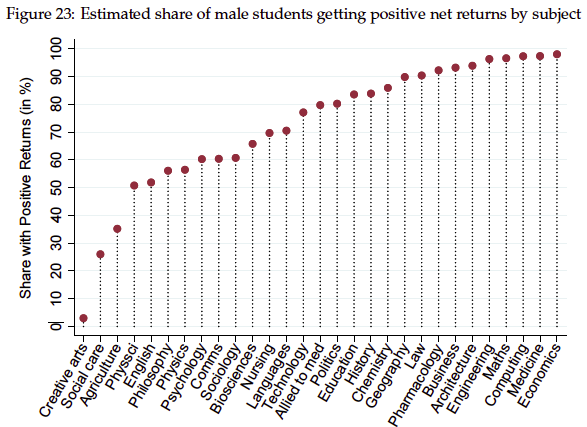 Figure 23: Estimated share of male students getting positive net returns by subject
Share with Positive Returns (in %)
100
90
80
70
60
50
40
30
20
10
0
Creative arts
Social care
Agriculture
Physsci
English
Philosophy
Physics
Psychology
Comms
Sociology
Biosciences
Nursing
Languages
Technology
Allied to med
Politics
Education
History
Chemistry
Geography
Law
Pharmacology
Business
Architecture
Engineering
Maths
Computing
Medicine
Economics